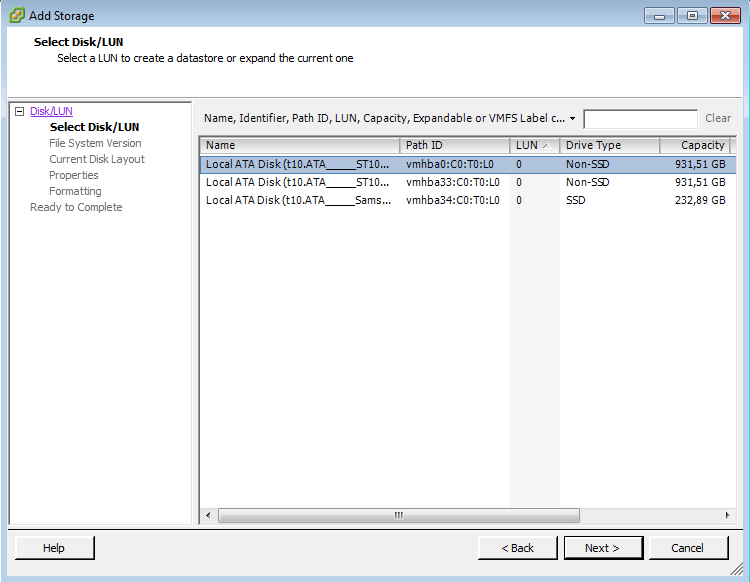 Add Storage
Select Disk/LUN
Select a LUN to create a datastore or expand the current one
Disk/LUN
Select Disk/LUN
File System Version
Current Disk Layout
Properties
Formatting
Ready to Complete
Name, Identifier, Path ID, LUN, Capacity, Expandable or VMFS Label c... Clear
Name Path ID LUN Drive Type Capacity
Local ATA Disk (t10.ATA_____ST10... vmhba0:C0:T0:L0 0 Non-SSD 931,51 GB
Local ATA Disk (t10.ATA_____ST10... vmhba33:C0:T0:L0 0 Non-SSD 931,51 GB
Local ATA Disk (t10.ATA_____Sams... vmhba34:C0:T0:L0 0 SSD 232,89 GB
Help < Back Next > Cancel